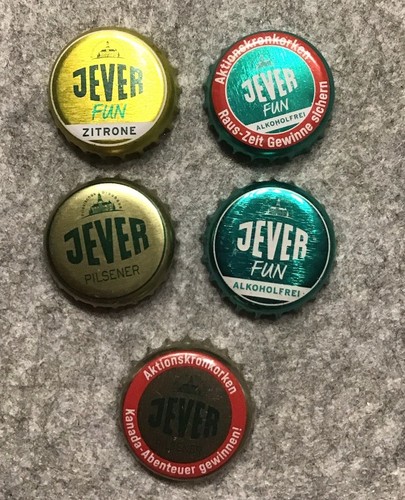 JEVER
FUN
ZITRONE
Aktionskronkorken
JEVER
FUN
ALKOHOLFREI
Raus-Zeit Gewinne sichern
JEVER
PILSENER
JEVER
FUN
ALKOHOLFREI
Aktionskronkorken
JEVER
Kanada-Abenteuer gewinnen!